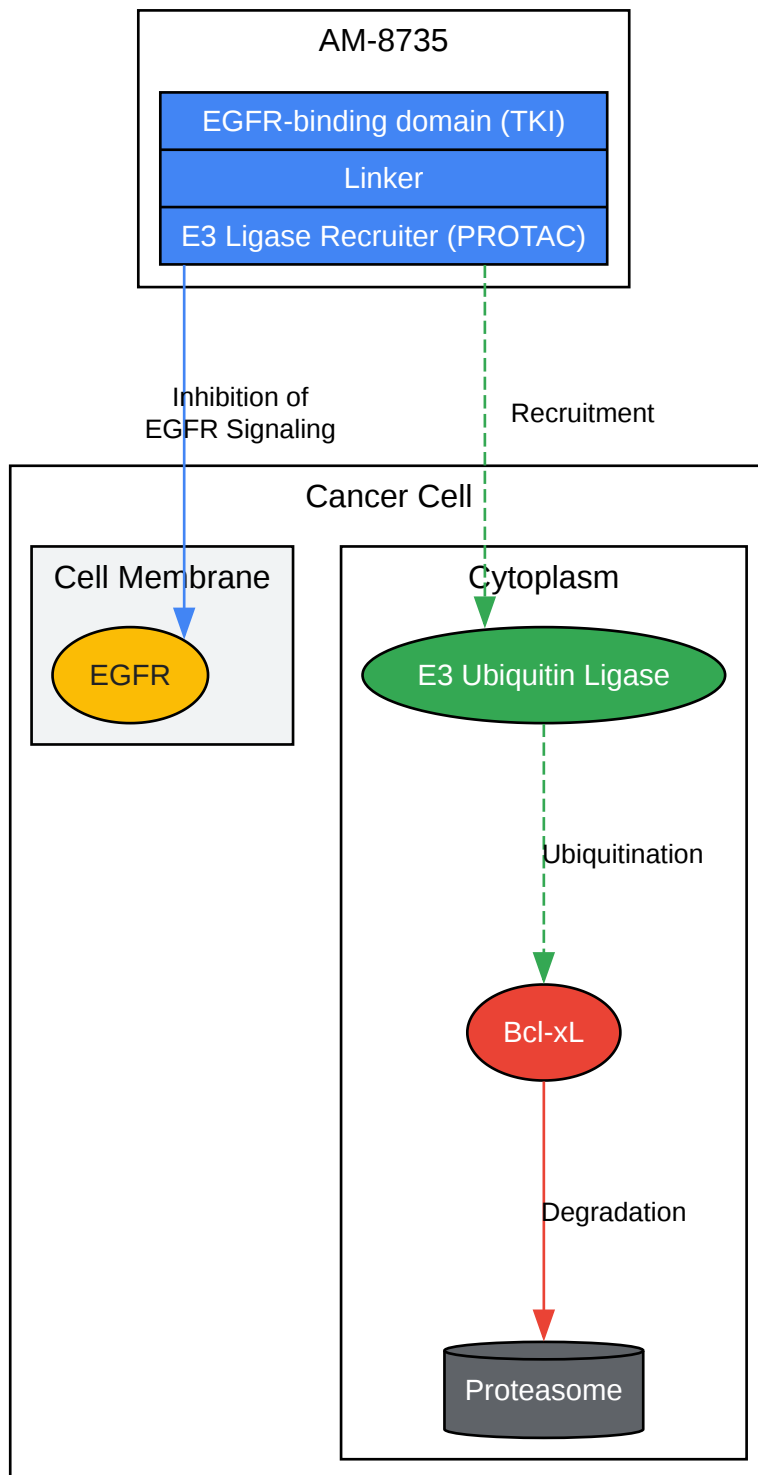 AM-8735
EGFR-binding domain (TKI)
Linker
E3 Ligase Recruiter (PROTAC)
Inhibition of
EGFR Signaling
Recruitment
Cancer Cell
Cell Membrane
Cytoplasm
EGFR
E3 Ubiquitin Ligase
Ubiquitination
Bcl-xL
Degradation
Proteasome